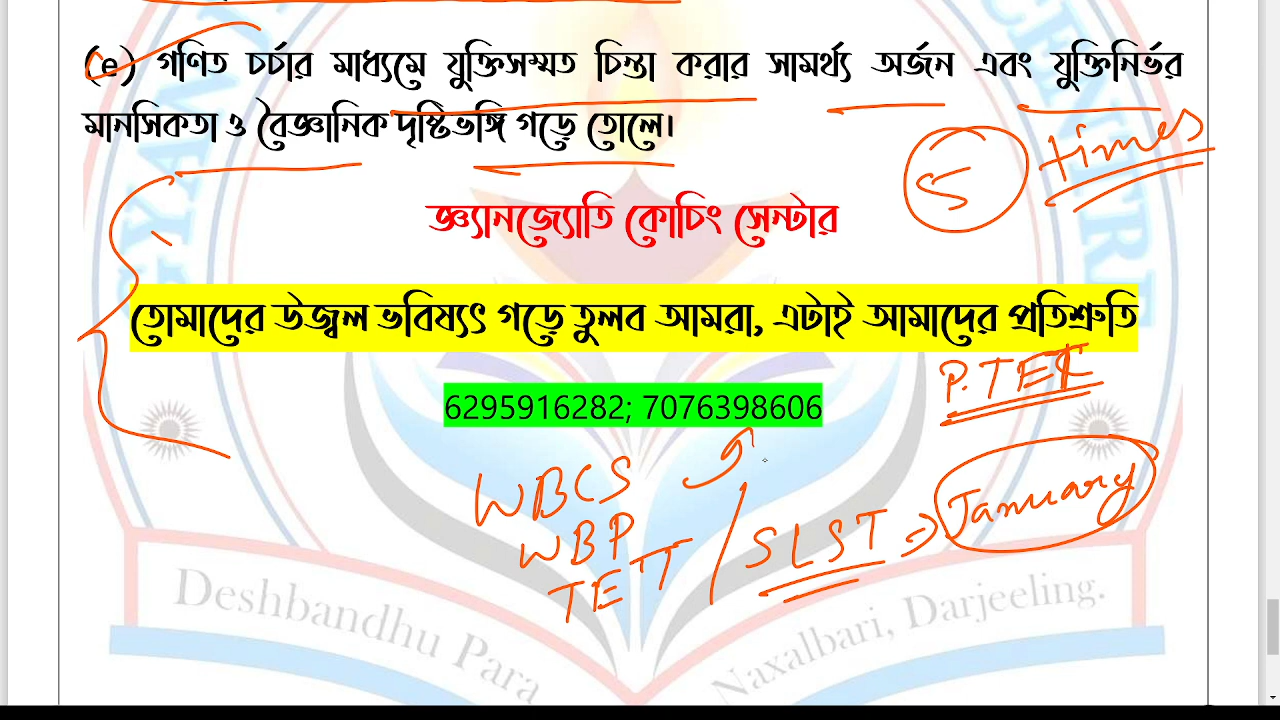 (e) গণিত চর্চার মাধ্যমে যুক্তিসম্মত চিন্তা করার সামর্থ্য অর্জন এবং যুক্তিনির্ভর
মানসিকতা ও বৈজ্ঞানিক দৃষ্টিভঙ্গি গড়ে তোলে।
5 times
জ্ঞ্যানজ্যোতি কোচিং সেন্টার
তোমাদের উজ্বল ভবিষ্যৎ গড়ে তুলব আমরা, এটাই আমাদের প্রতিশ্রুতি
P.TET
6295916282; 7076398606
WBCS
WBP
TET / SLST ⇒ January
Deshbandhu Para Naxalbari, Darjeeling.